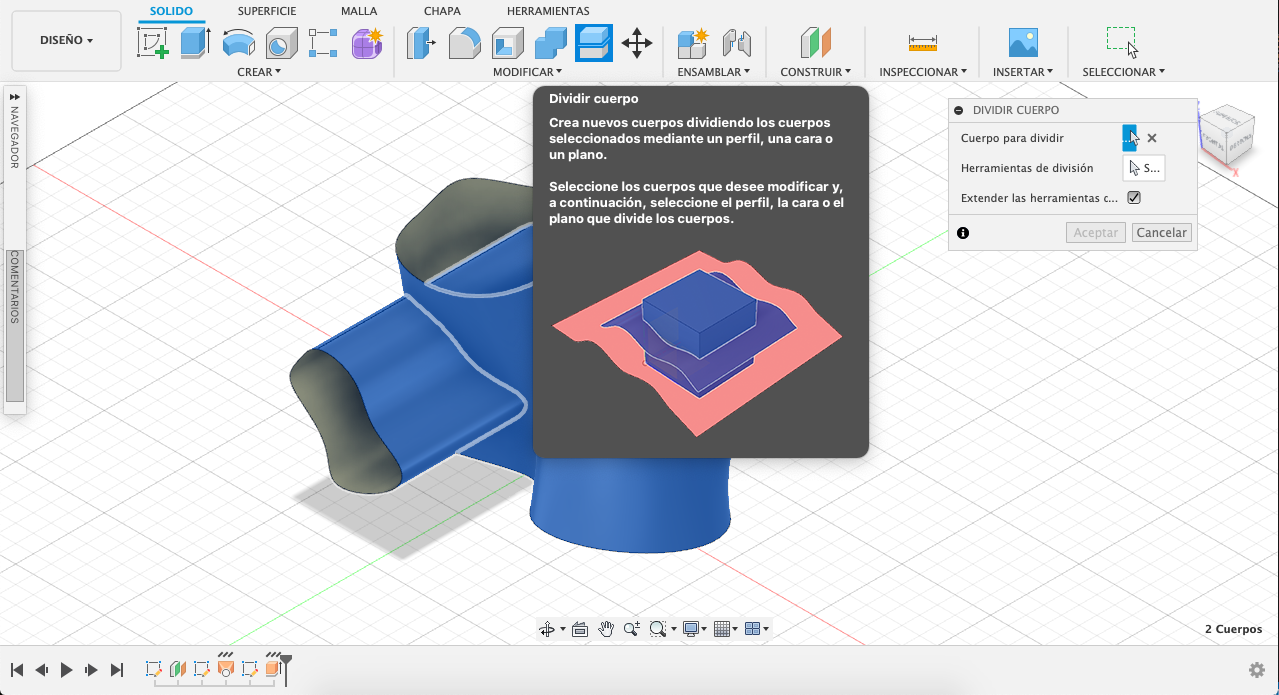 SOLIDO
SUPERFICIE
MALLA
CHAPA
HERRAMIENTAS
DISEÑO
CREAR
MODIFICAR
ENSAMBLAR
CONSTRUIR
INSPECCIONAR
INSERTAR
SELECCIONAR
NAVEGADOR
COMENTARIOS
Dividir cuerpo
Crea nuevos cuerpos dividiendo los cuerpos
seleccionados mediante un perfil, una cara o
un plano.
Seleccione los cuerpos que desee modificar y,
a continuación, seleccione el perfil, la cara o el
plano que divide los cuerpos.
DIVIDIR CUERPO
Cuerpo para dividir
Herramientas de división
S...
Extender las herramientas c...
Aceptar
Cancelar
X
2 Cuerpos